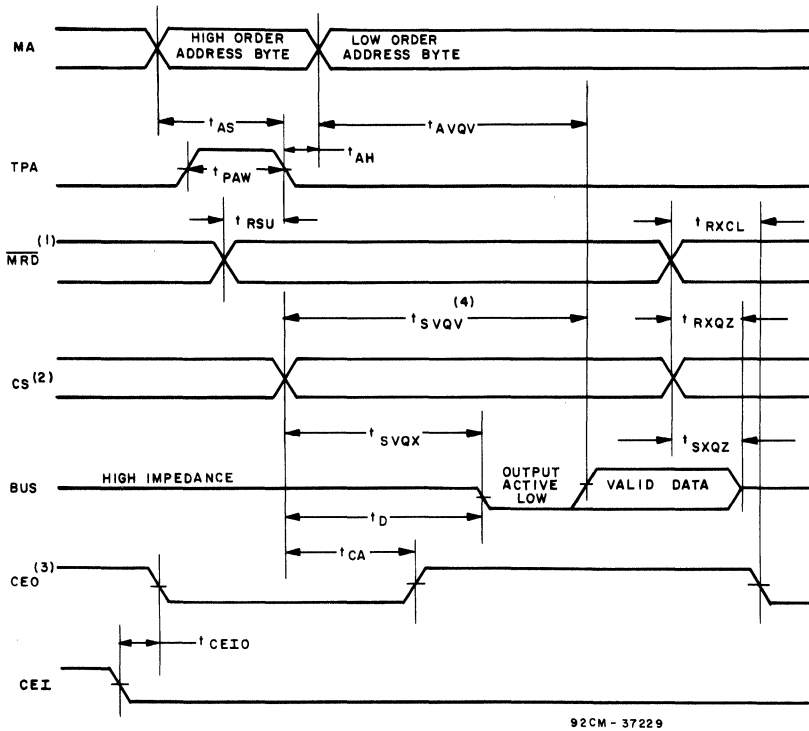 MA
HIGH ORDER
ADDRESS BYTE
LOW ORDER
ADDRESS BYTE
tAS
tAVQV
tAH
TPA
tPAW
tRSU
tRXCL
MRD (1)
(4)
tSVQV
tRXQZ
CS (2)
tSVQX
tSXQZ
BUS
HIGH IMPEDANCE
OUTPUT
ACTIVE
LOW
VALID DATA
tD
tCA
CEO (3)
tCEIO
CEI
92CM-37229